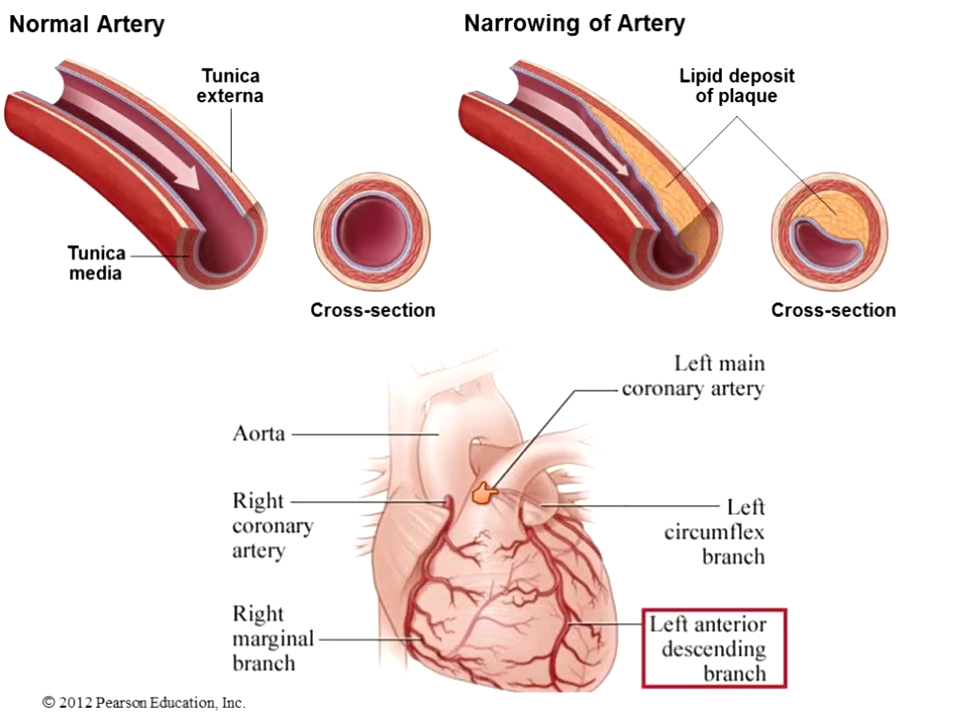 Normal Artery
Narrowing of Artery
Tunica
externa
Lipid deposit
of plaque
Tunica
media
Cross-section
Cross-section
Left main
coronary artery
Aorta
Right
coronary
artery
Left
circumflex
branch
Right
marginal
branch
Left anterior
descending
branch
© 2012 Pearson Education, Inc.